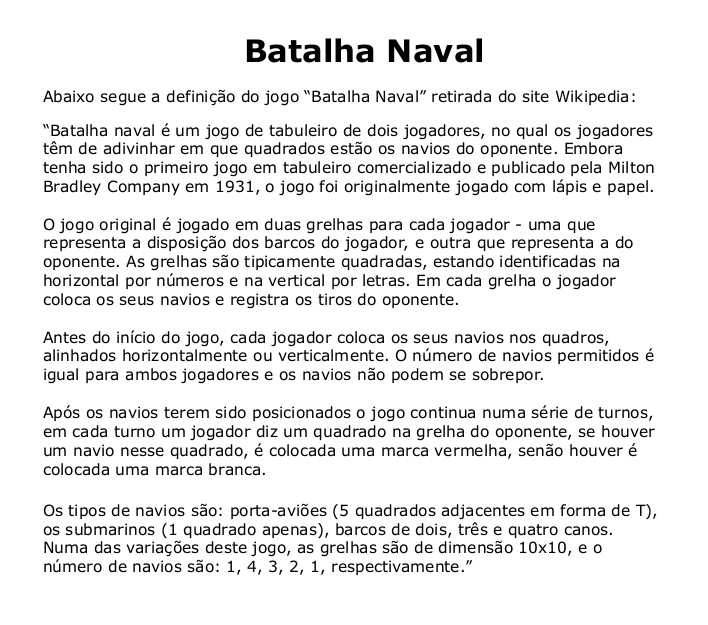 Batalha Naval
Abaixo segue a definição do jogo “Batalha Naval” retirada do site Wikipedia:
“Batalha naval é um jogo de tabuleiro de dois jogadores, no qual os jogadores
têm de adivinhar em que quadrados estão os navios do oponente. Embora
tenha sido o primeiro jogo em tabuleiro comercializado e publicado pela Milton
Bradley Company em 1931, o jogo foi originalmente jogado com lápis e papel.
O jogo original é jogado em duas grelhas para cada jogador - uma que
representa a disposição dos barcos do jogador, e outra que representa a do
oponente. As grelhas são tipicamente quadradas, estando identificadas na
horizontal por números e na vertical por letras. Em cada grelha o jogador
coloca os seus navios e registra os tiros do oponente.
Antes do início do jogo, cada jogador coloca os seus navios nos quadros,
alinhados horizontalmente ou verticalmente. O número de navios permitidos é
igual para ambos jogadores e os navios não podem se sobrepor.
Após os navios terem sido posicionados o jogo continua numa série de turnos,
em cada turno um jogador diz um quadrado na grelha do oponente, se houver
um navio nesse quadrado, é colocada uma marca vermelha, senão houver é
colocada uma marca branca.
Os tipos de navios são: porta-aviões (5 quadrados adjacentes em forma de T),
os submarinos (1 quadrado apenas), barcos de dois, três e quatro canos.
Numa das variações deste jogo, as grelhas são de dimensão 10x10, e o
número de navios são: 1, 4, 3, 2, 1, respectivamente.”